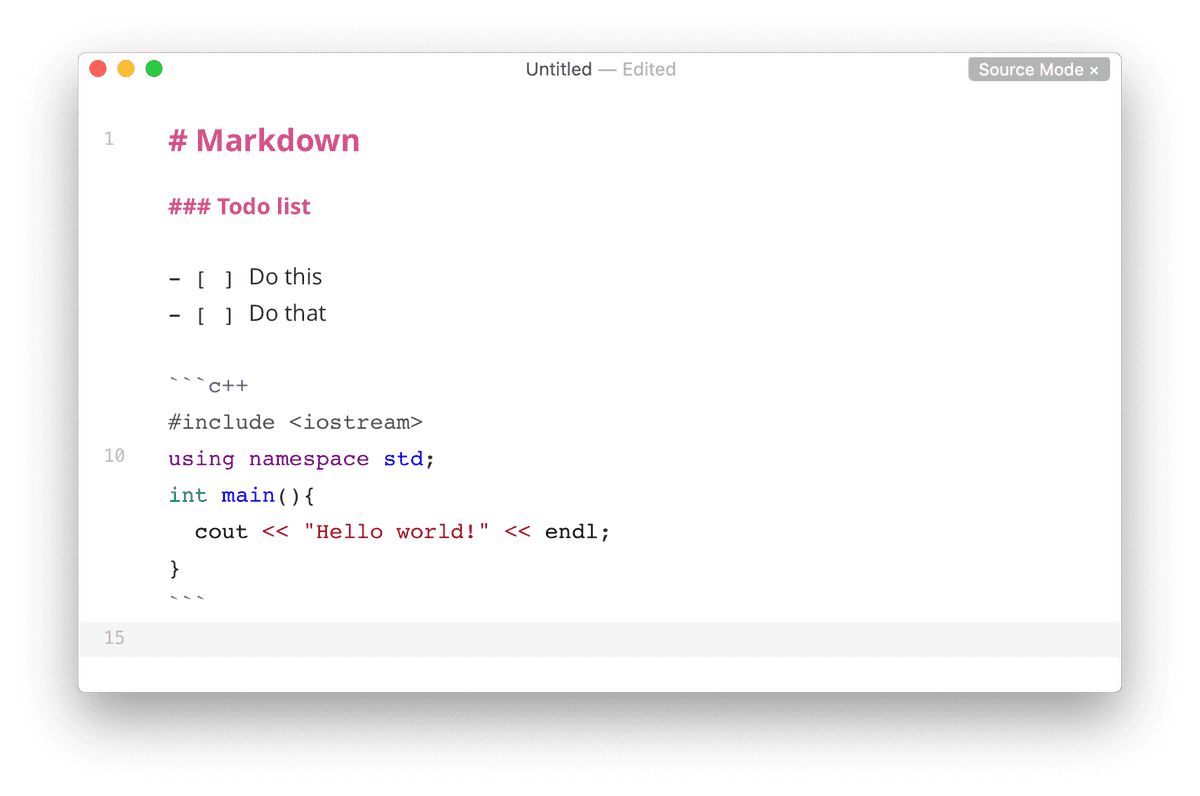 Untitled — Edited
Source Mode ×
1 # Markdown
### Todo list
- [ ] Do this
- [ ] Do that
```c++
#include <iostream>
10 using namespace std;
int main(){
  cout << "Hello world!" << endl;
}
```
15